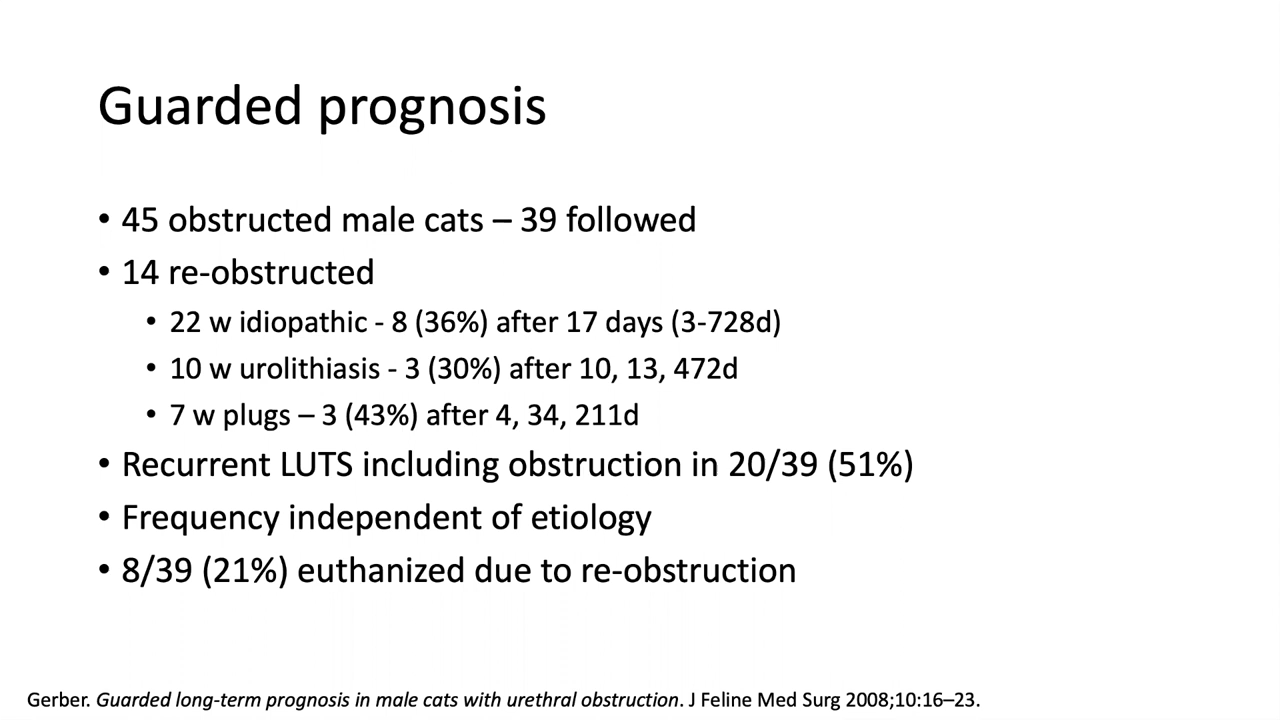 Guarded prognosis
• 45 obstructed male cats – 39 followed
• 14 re-obstructed
• 22 w idiopathic - 8 (36%) after 17 days (3-728d)
• 10 w urolithiasis - 3 (30%) after 10, 13, 472d
• 7 w plugs – 3 (43%) after 4, 34, 211d
• Recurrent LUTS including obstruction in 20/39 (51%)
• Frequency independent of etiology
• 8/39 (21%) euthanized due to re-obstruction
Gerber. Guarded long-term prognosis in male cats with urethral obstruction. J Feline Med Surg 2008;10:16–23.